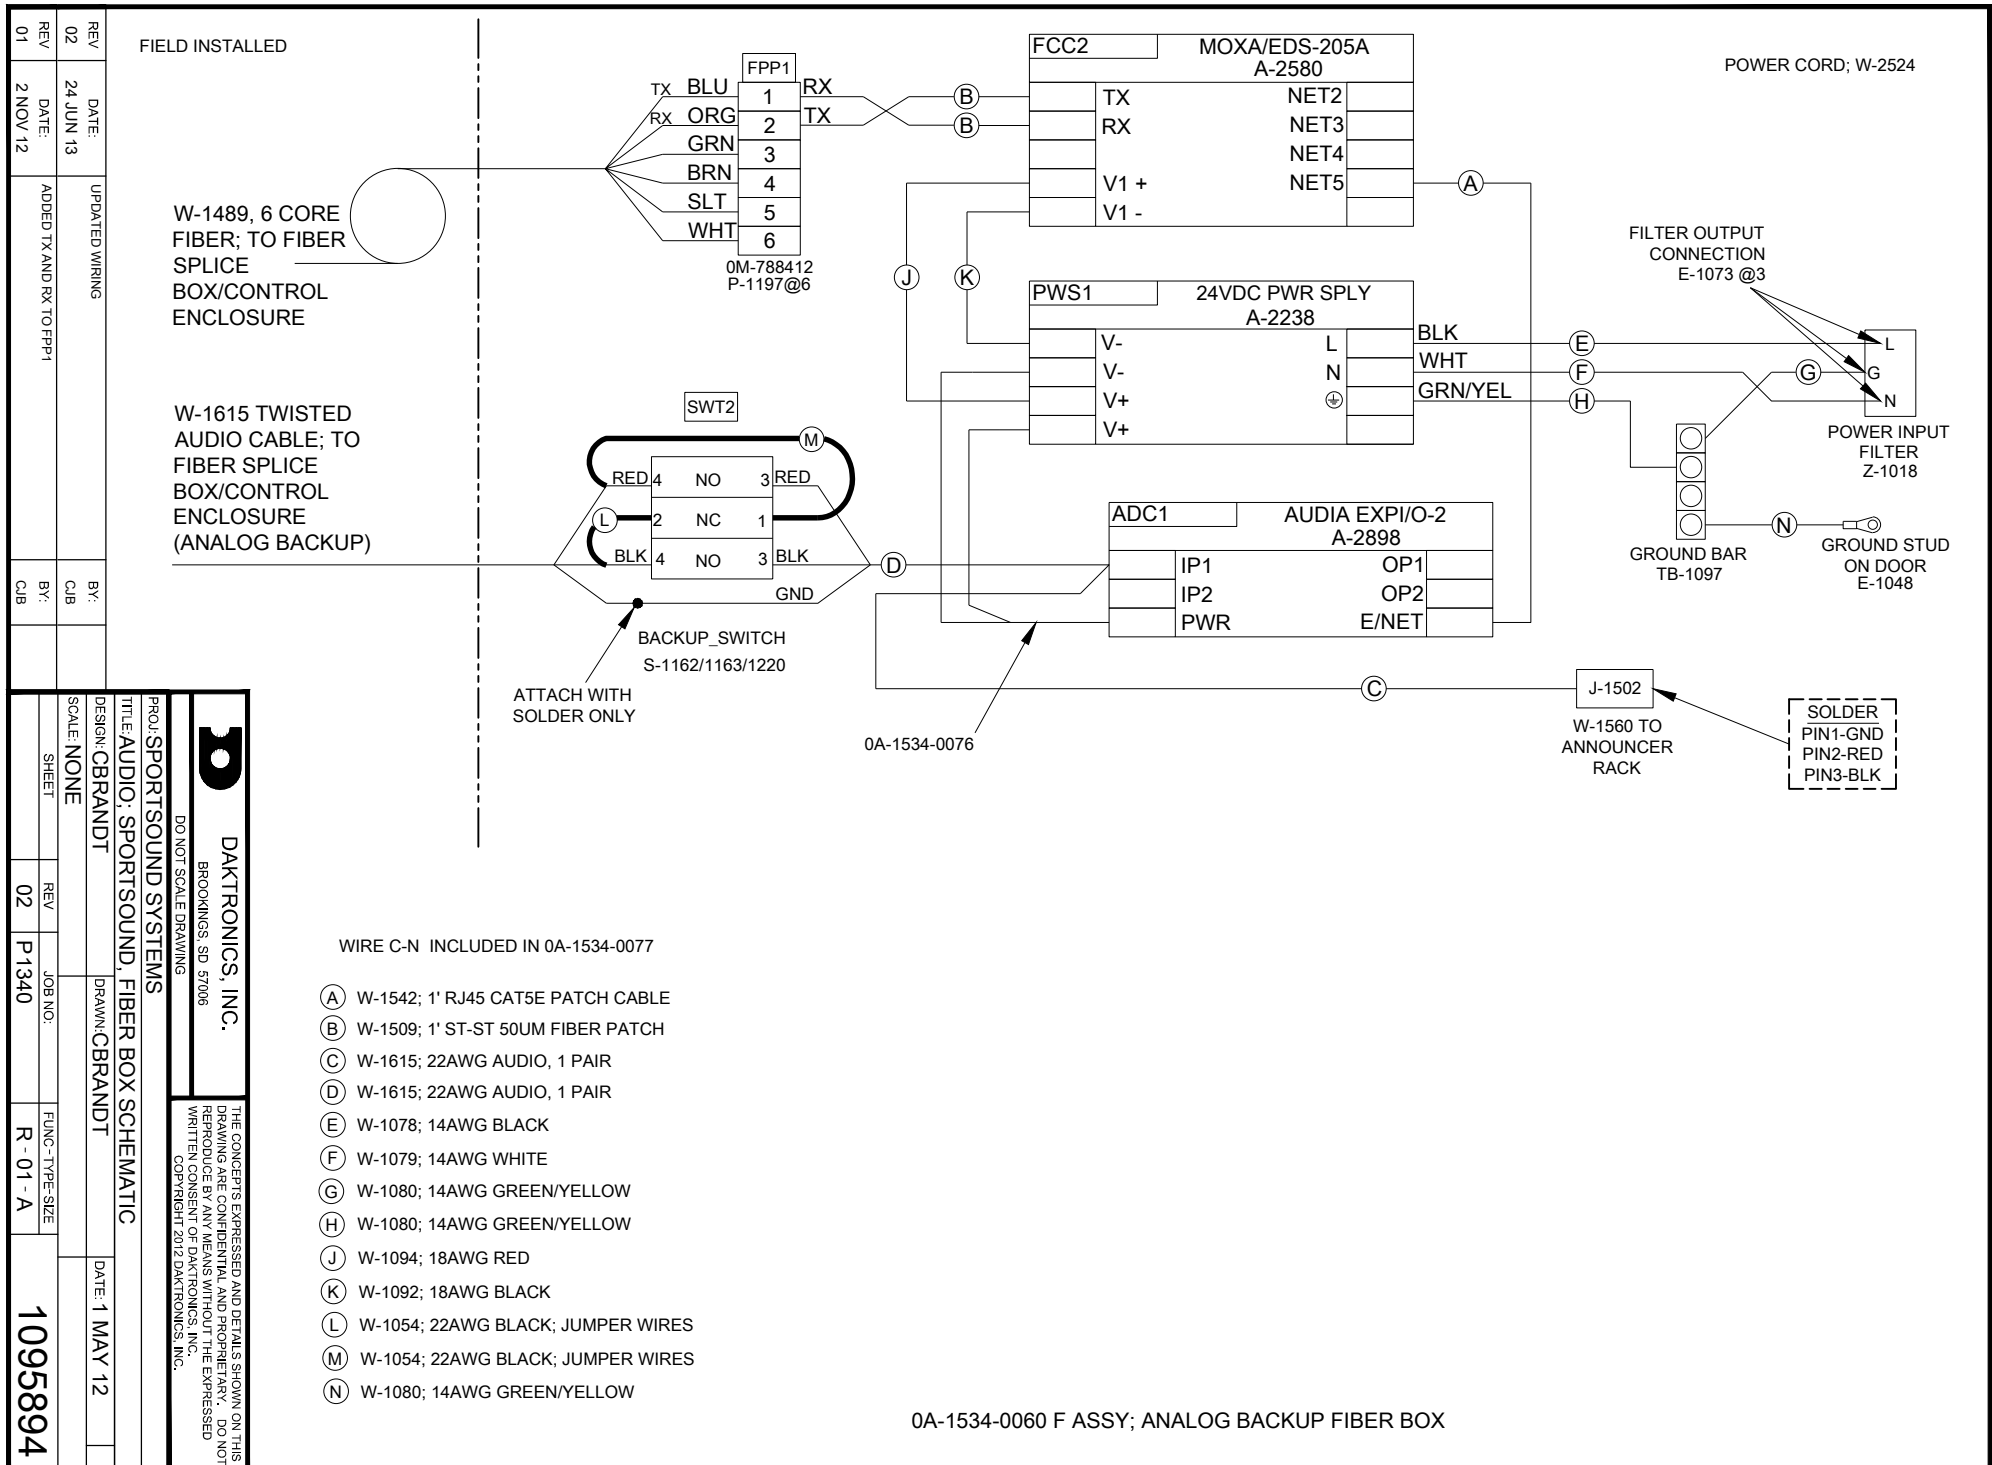 FIELD INSTALLED
POWER CORD; W-2524
FPP1
TX BLU 1 RX
RX ORG 2 TX
GRN 3
BRN 4
SLT 5
WHT 6
0M-788412
P-1197@6
B
B
FCC2
MOXA/EDS-205A
A-2580
TX NET2
RX NET3
NET4
V1 + NET5
V1 -
A
J
K
W-1489, 6 CORE
FIBER; TO FIBER
SPLICE
BOX/CONTROL
ENCLOSURE
FILTER OUTPUT
CONNECTION
E-1073 @3
PWS1
24VDC PWR SPLY
A-2238
V- L BLK E
V- N WHT F
V+ GRN/YEL H
V+
G
L
G
N
POWER INPUT
FILTER
Z-1018
GROUND BAR
TB-1097
N
GROUND STUD
ON DOOR
E-1048
W-1615 TWISTED
AUDIO CABLE; TO
FIBER SPLICE
BOX/CONTROL
ENCLOSURE
(ANALOG BACKUP)
SWT2
M
RED 4 NO 3 RED
L 2 NC 1
BLK 4 NO 3 BLK
GND
D
BACKUP_SWITCH
S-1162/1163/1220
ATTACH WITH
SOLDER ONLY
ADC1
AUDIA EXPI/O-2
A-2898
IP1 OP1
IP2 OP2
PWR E/NET
0A-1534-0076
C
J-1502
W-1560 TO
ANNOUNCER
RACK
SOLDER
PIN1-GND
PIN2-RED
PIN3-BLK
WIRE C-N INCLUDED IN 0A-1534-0077
A W-1542; 1' RJ45 CAT5E PATCH CABLE
B W-1509; 1' ST-ST 50UM FIBER PATCH
C W-1615; 22AWG AUDIO, 1 PAIR
D W-1615; 22AWG AUDIO, 1 PAIR
E W-1078; 14AWG BLACK
F W-1079; 14AWG WHITE
G W-1080; 14AWG GREEN/YELLOW
H W-1080; 14AWG GREEN/YELLOW
J W-1094; 18AWG RED
K W-1092; 18AWG BLACK
L W-1054; 22AWG BLACK; JUMPER WIRES
M W-1054; 22AWG BLACK; JUMPER WIRES
N W-1080; 14AWG GREEN/YELLOW
0A-1534-0060 F ASSY; ANALOG BACKUP FIBER BOX
REV DATE: BY:
02 24 JUN 13 UPDATED WIRING CJB
REV DATE: BY:
01 2 NOV 12 ADDED TX AND RX TO FPP1 CJB
DAKTRONICS, INC.
BROOKINGS, SD 57006
DO NOT SCALE DRAWING
THE CONCEPTS EXPRESSED AND DETAILS SHOWN ON THIS
DRAWING ARE CONFIDENTIAL AND PROPRIETARY. DO NOT
REPRODUCE BY ANY MEANS WITHOUT THE EXPRESSED
WRITTEN CONSENT OF DAKTRONICS, INC.
COPYRIGHT 2012 DAKTRONICS, INC.
PROJ: SPORTSOUND SYSTEMS
TITLE: AUDIO; SPORTSOUND, FIBER BOX SCHEMATIC
DESIGN: CBRANDT DRAWN: CBRANDT DATE: 1 MAY 12
SCALE: NONE
SHEET REV JOB NO: FUNC-TYPE-SIZE
02 P1340 R - 01 - A 1095894